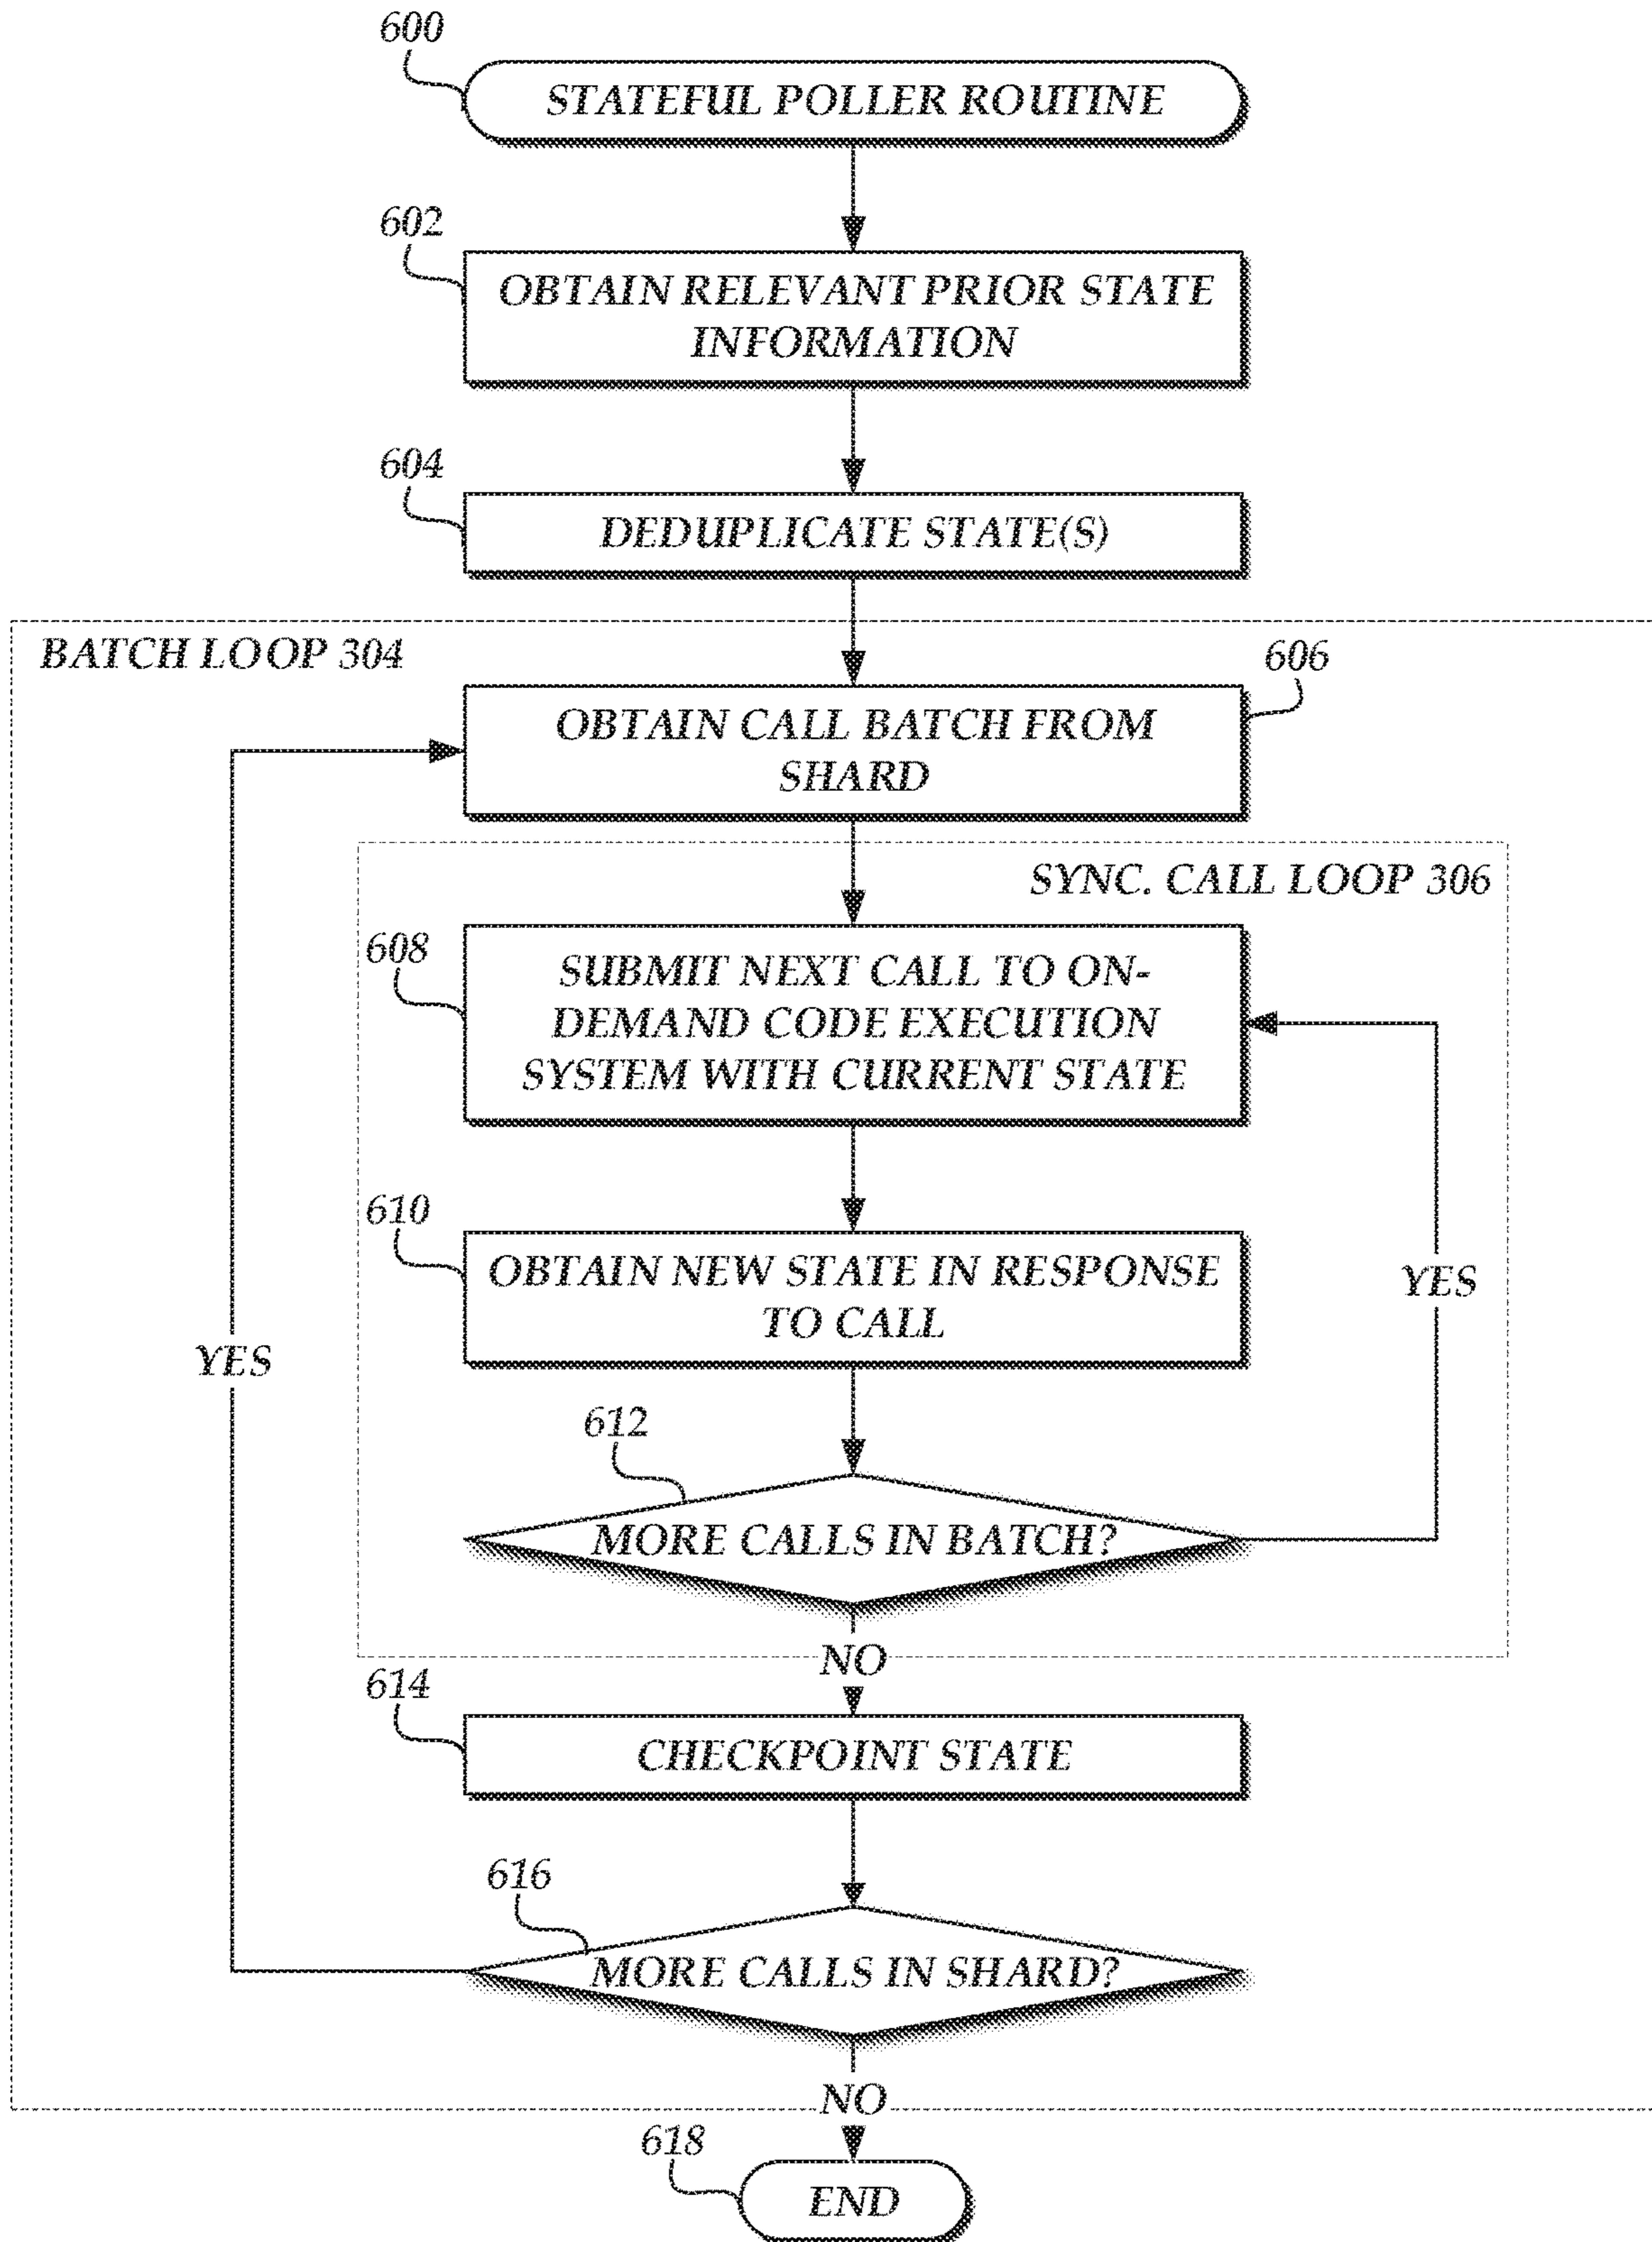 600
STATEFUL POLLER ROUTINE
602
OBTAIN RELEVANT PRIOR STATE
INFORMATION
604
DEDUPLICATE STATE(S)
BATCH LOOP 304
606
OBTAIN CALL BATCH FROM
SHARD
SYNC. CALL LOOP 306
608
SUBMIT NEXT CALL TO ON-
DEMAND CODE EXECUTION
SYSTEM WITH CURRENT STATE
610
OBTAIN NEW STATE IN RESPONSE
TO CALL
YES
YES
612
MORE CALLS IN BATCH?
NO
614
CHECKPOINT STATE
616
MORE CALLS IN SHARD?
NO
618
END